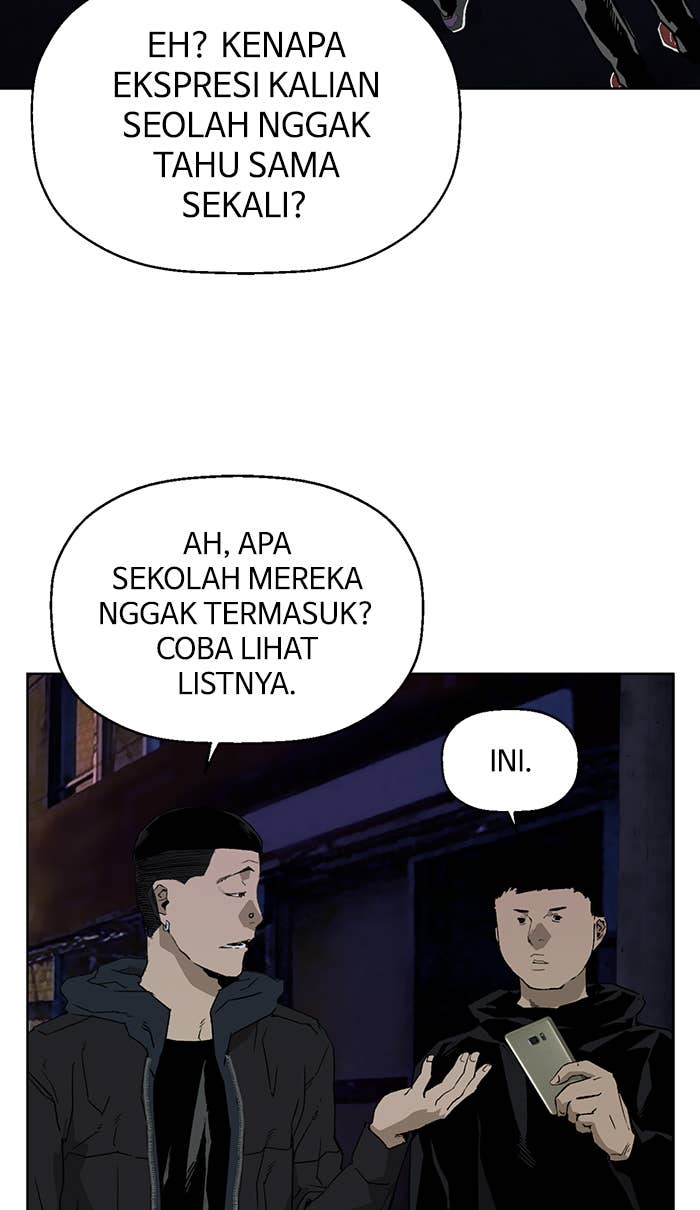 EH? KENAPA
EKSPRESI KALIAN
SEOLAH NGGAK
TAHU SAMA
SEKALI?
AH, APA
SEKOLAH MEREKA
NGGAK TERMASUK?
COBA LIHAT
LISTNYA.
INI.